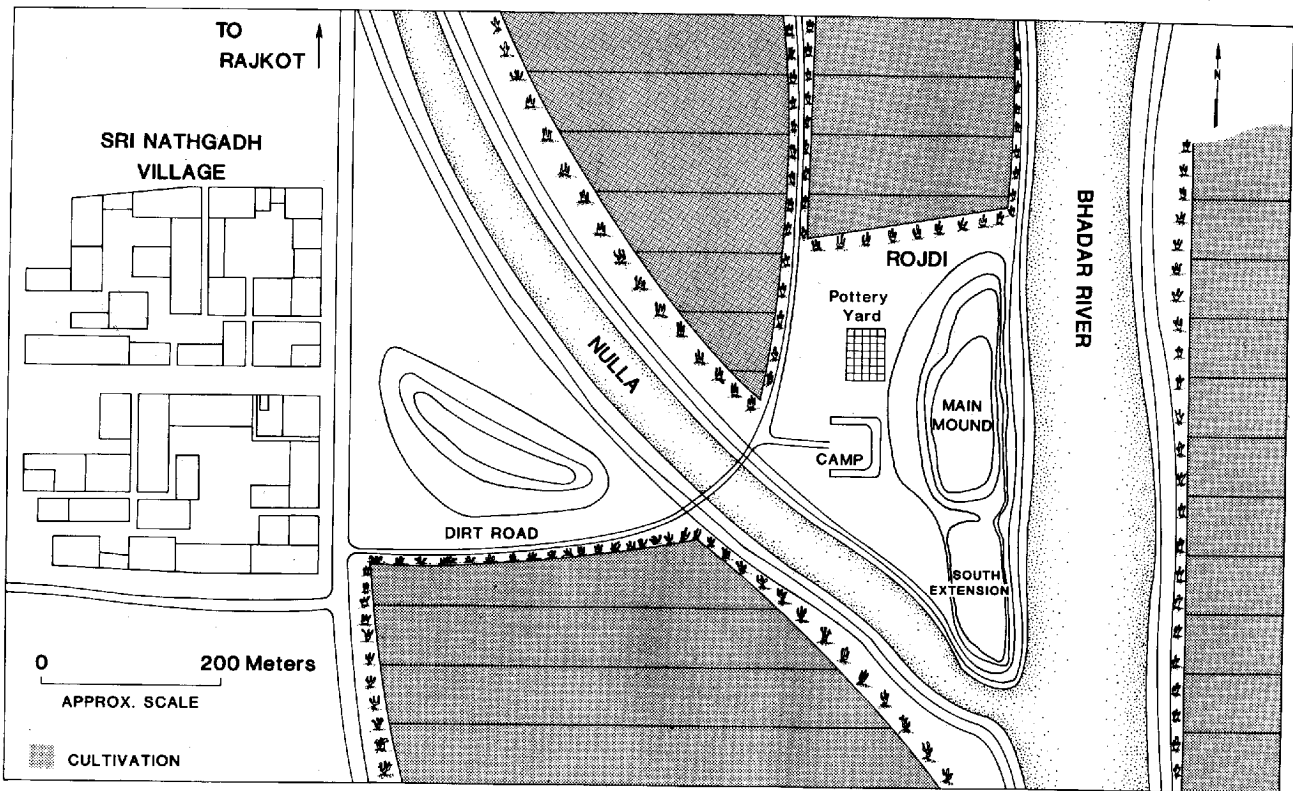 TO
RAJKOT
N
SRI NATHGADH
VILLAGE
BHADAR RIVER
ROJDI
Pottery
Yard
NULLA
MAIN
MOUND
CAMP
DIRT ROAD
SOUTH
EXTENSION
0 200 Meters
APPROX. SCALE
CULTIVATION